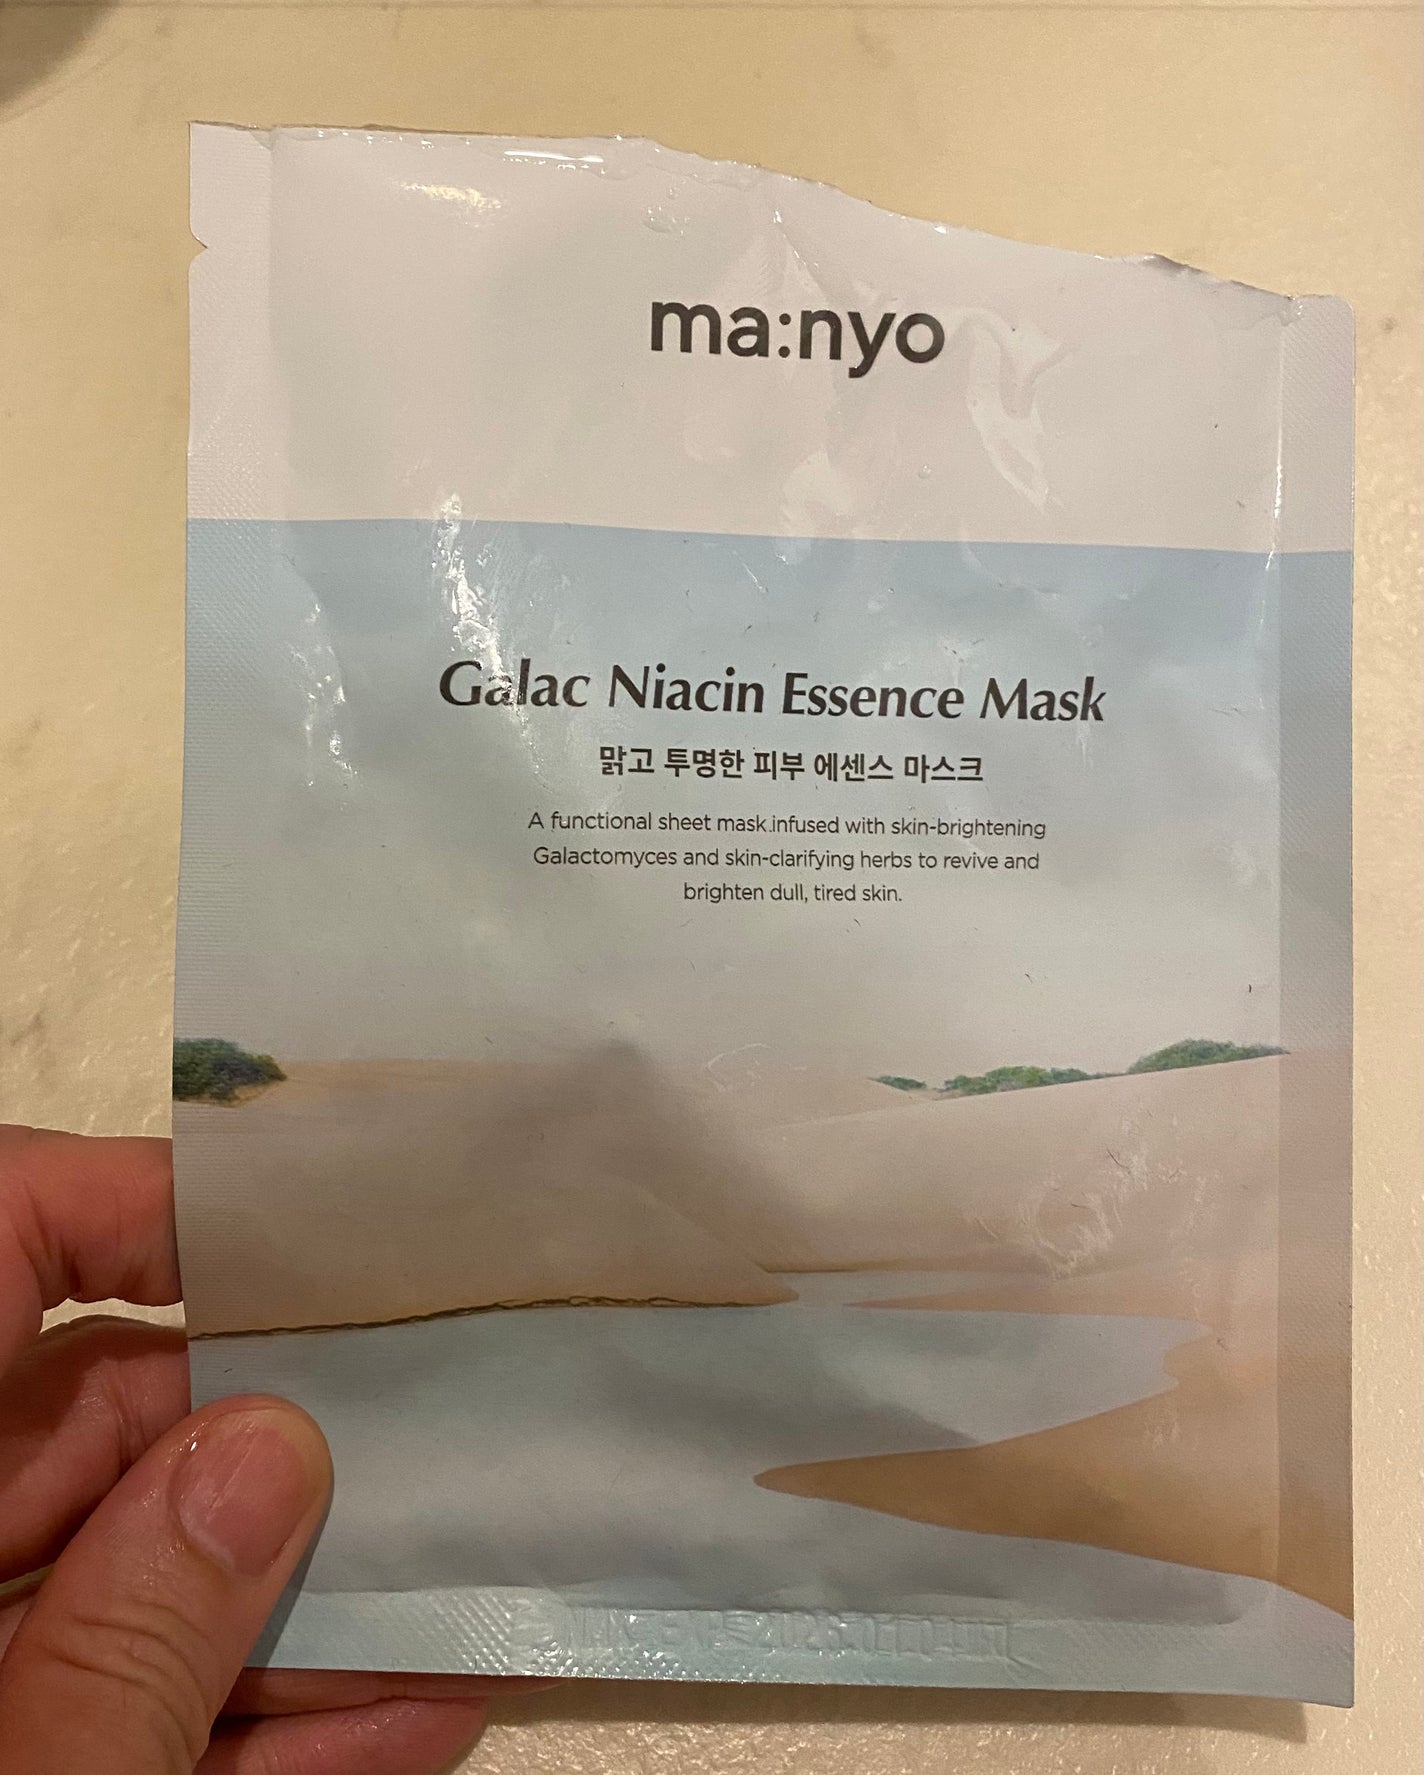 ma:nyo
Galac Niacin Essence Mask
맑고 투명한 피부 에센스 마스크
A functional sheet mask infused with skin-brightening
Galactomyces and skin-clarifying herbs to revive and
brighten dull, tired skin.